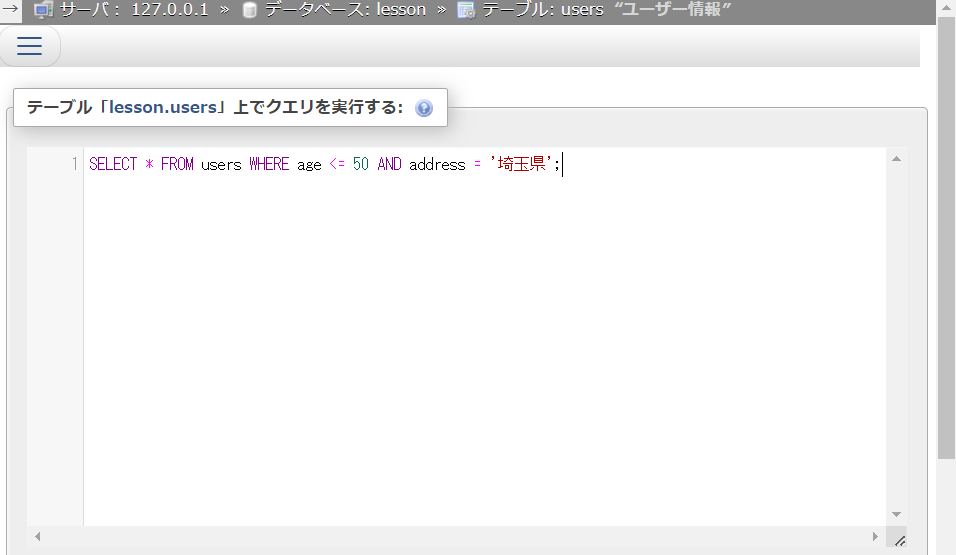 → サーバ： 127.0.0.1 » データベース: lesson » テーブル: users “ユーザー情報”
テーブル「lesson.users」上でクエリを実行する:
1 SELECT * FROM users WHERE age <= 50 AND address = '埼玉県';